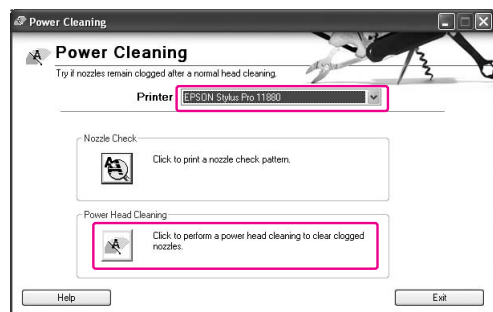 Power Cleaning
Power Cleaning
Try if nozzles remain clogged after a normal head cleaning.
Printer EPSON Stylus Pro 11880
Nozzle Check
Click to print a nozzle check pattern.
Power Head Cleaning
Click to perform a power head cleaning to clear clogged
nozzles.
Help Exit